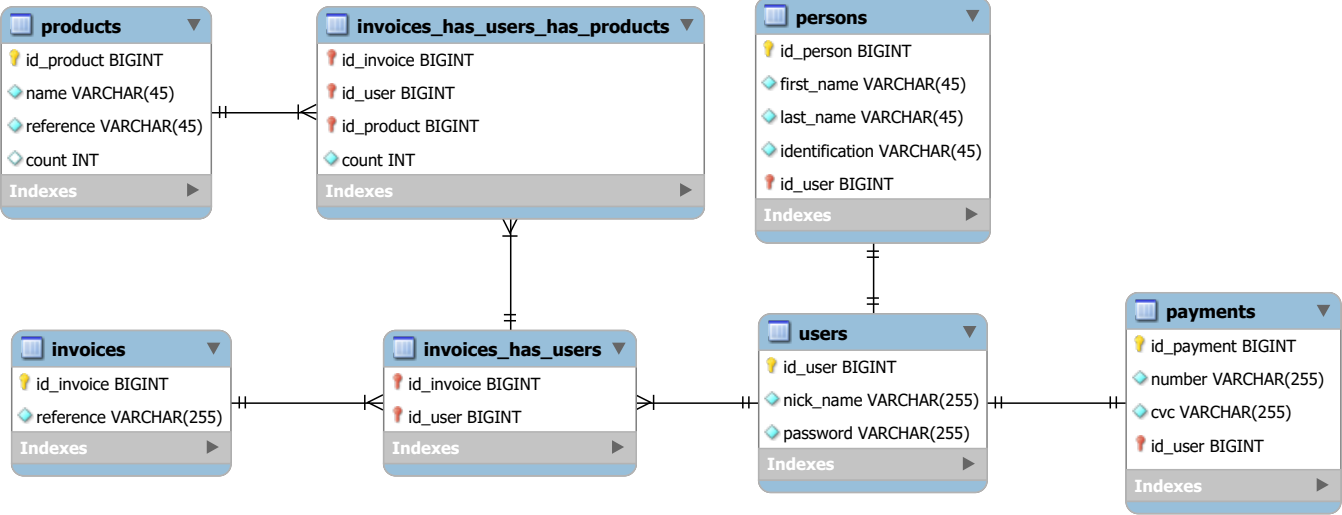 products
id_product BIGINT
name VARCHAR(45)
reference VARCHAR(45)
count INT
Indexes
invoices_has_users_has_products
id_invoice BIGINT
id_user BIGINT
id_product BIGINT
count INT
Indexes
persons
id_person BIGINT
first_name VARCHAR(45)
last_name VARCHAR(45)
identification VARCHAR(45)
id_user BIGINT
Indexes
invoices
id_invoice BIGINT
reference VARCHAR(255)
Indexes
invoices_has_users
id_invoice BIGINT
id_user BIGINT
Indexes
users
id_user BIGINT
nick_name VARCHAR(255)
password VARCHAR(255)
Indexes
payments
id_payment BIGINT
number VARCHAR(255)
cvc VARCHAR(255)
id_user BIGINT
Indexes